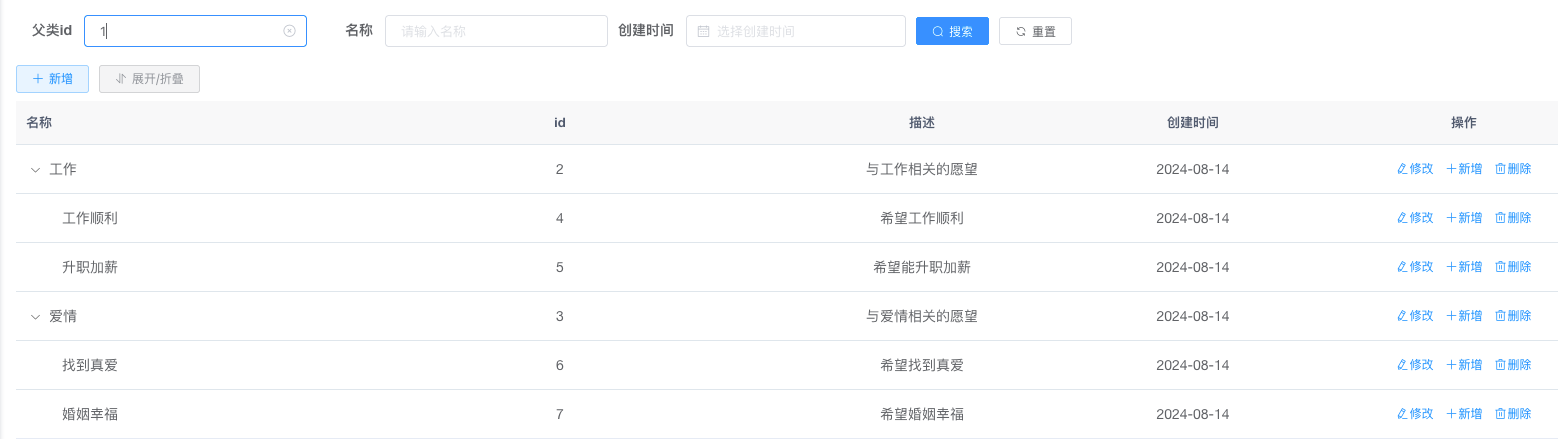 父类id 1 名称 请输入名称 创建时间 选择创建时间 搜索 重置
新增 展开/折叠
名称 id 描述 创建时间 操作
工作 2 与工作相关的愿望 2024-08-14 修改 新增 删除
工作顺利 4 希望工作顺利 2024-08-14 修改 新增 删除
升职加薪 5 希望能升职加薪 2024-08-14 修改 新增 删除
爱情 3 与爱情相关的愿望 2024-08-14 修改 新增 删除
找到真爱 6 希望找到真爱 2024-08-14 修改 新增 删除
婚姻幸福 7 希望婚姻幸福 2024-08-14 修改 新增 删除